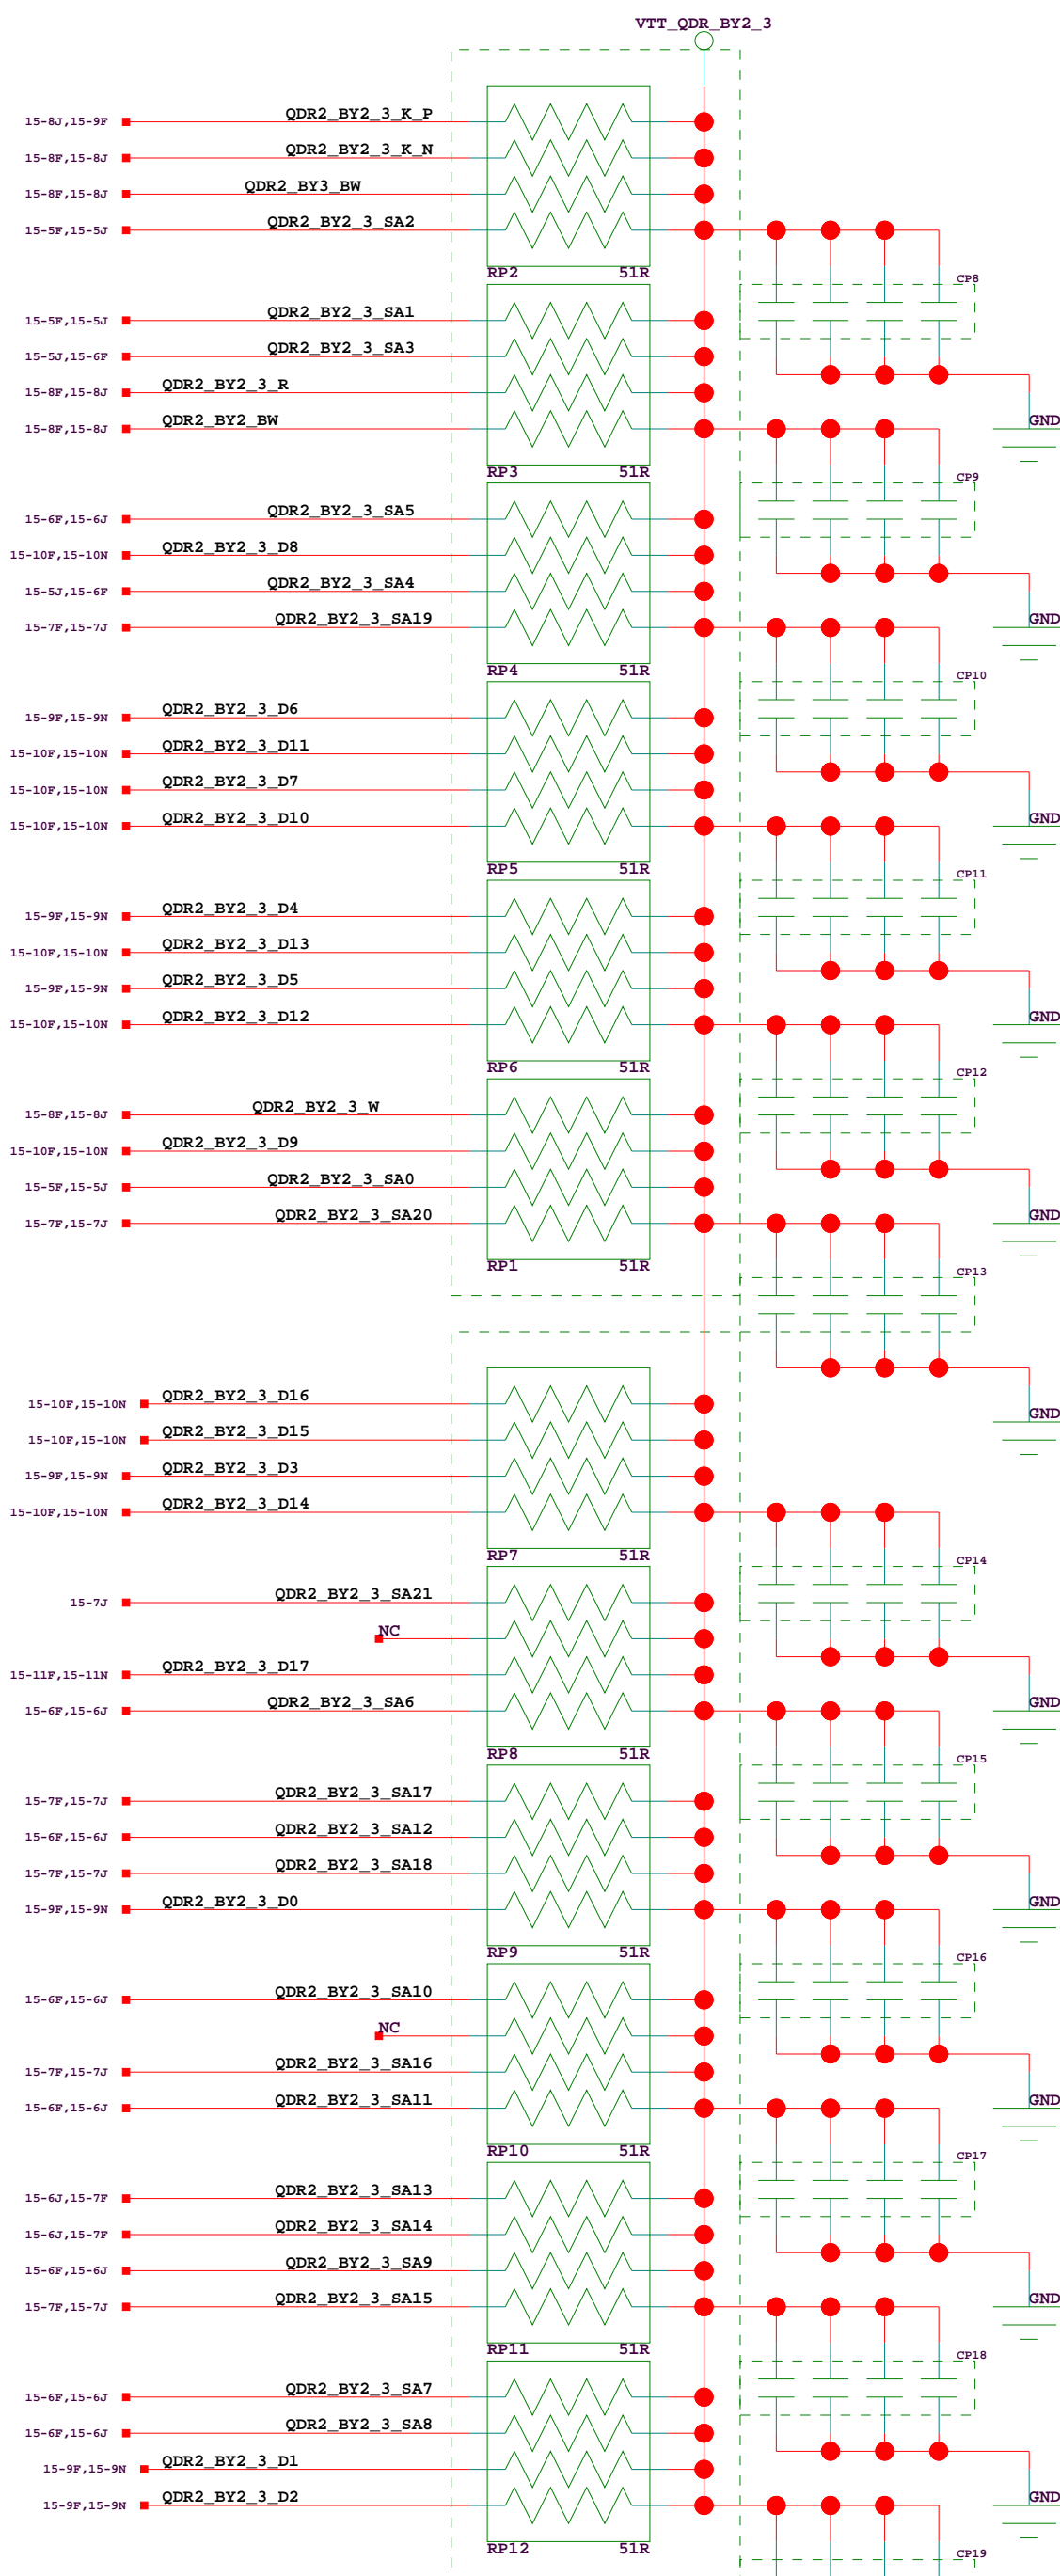 VTT_QDR_BY2_3
15-8J,15-9F QDR2_BY2_3_K_P
15-8F,15-8J QDR2_BY2_3_K_N
15-8F,15-8J QDR2_BY3_BW
15-5F,15-5J QDR2_BY2_3_SA2
RP2 51R CP8
15-5F,15-5J QDR2_BY2_3_SA1
15-5J,15-6F QDR2_BY2_3_SA3
15-8F,15-8J QDR2_BY2_3_R
15-8F,15-8J QDR2_BY2_BW GND
RP3 51R CP9
15-6F,15-6J QDR2_BY2_3_SA5
15-10F,15-10N QDR2_BY2_3_D8
15-5J,15-6F QDR2_BY2_3_SA4
15-7F,15-7J QDR2_BY2_3_SA19 GND
RP4 51R CP10
15-9F,15-9N QDR2_BY2_3_D6
15-10F,15-10N QDR2_BY2_3_D11
15-10F,15-10N QDR2_BY2_3_D7
15-10F,15-10N QDR2_BY2_3_D10 GND
RP5 51R CP11
15-9F,15-9N QDR2_BY2_3_D4
15-10F,15-10N QDR2_BY2_3_D13
15-9F,15-9N QDR2_BY2_3_D5
15-10F,15-10N QDR2_BY2_3_D12 GND
RP6 51R CP12
15-8F,15-8J QDR2_BY2_3_W
15-10F,15-10N QDR2_BY2_3_D9
15-5F,15-5J QDR2_BY2_3_SA0
15-7F,15-7J QDR2_BY2_3_SA20 GND
RP1 51R CP13
15-10F,15-10N QDR2_BY2_3_D16 GND
15-10F,15-10N QDR2_BY2_3_D15
15-9F,15-9N QDR2_BY2_3_D3
15-10F,15-10N QDR2_BY2_3_D14
RP7 51R CP14
15-7J QDR2_BY2_3_SA21
NC
15-11F,15-11N QDR2_BY2_3_D17
15-6F,15-6J QDR2_BY2_3_SA6 GND
RP8 51R CP15
15-7F,15-7J QDR2_BY2_3_SA17
15-6F,15-6J QDR2_BY2_3_SA12
15-7F,15-7J QDR2_BY2_3_SA18
15-9F,15-9N QDR2_BY2_3_D0 GND
RP9 51R CP16
15-6F,15-6J QDR2_BY2_3_SA10
NC
15-7F,15-7J QDR2_BY2_3_SA16
15-6F,15-6J QDR2_BY2_3_SA11 GND
RP10 51R CP17
15-6J,15-7F QDR2_BY2_3_SA13
15-6J,15-7F QDR2_BY2_3_SA14
15-6F,15-6J QDR2_BY2_3_SA9
15-7F,15-7J QDR2_BY2_3_SA15 GND
RP11 51R CP18
15-6F,15-6J QDR2_BY2_3_SA7
15-6F,15-6J QDR2_BY2_3_SA8
15-9F,15-9N QDR2_BY2_3_D1
15-9F,15-9N QDR2_BY2_3_D2 GND
RP12 51R CP19